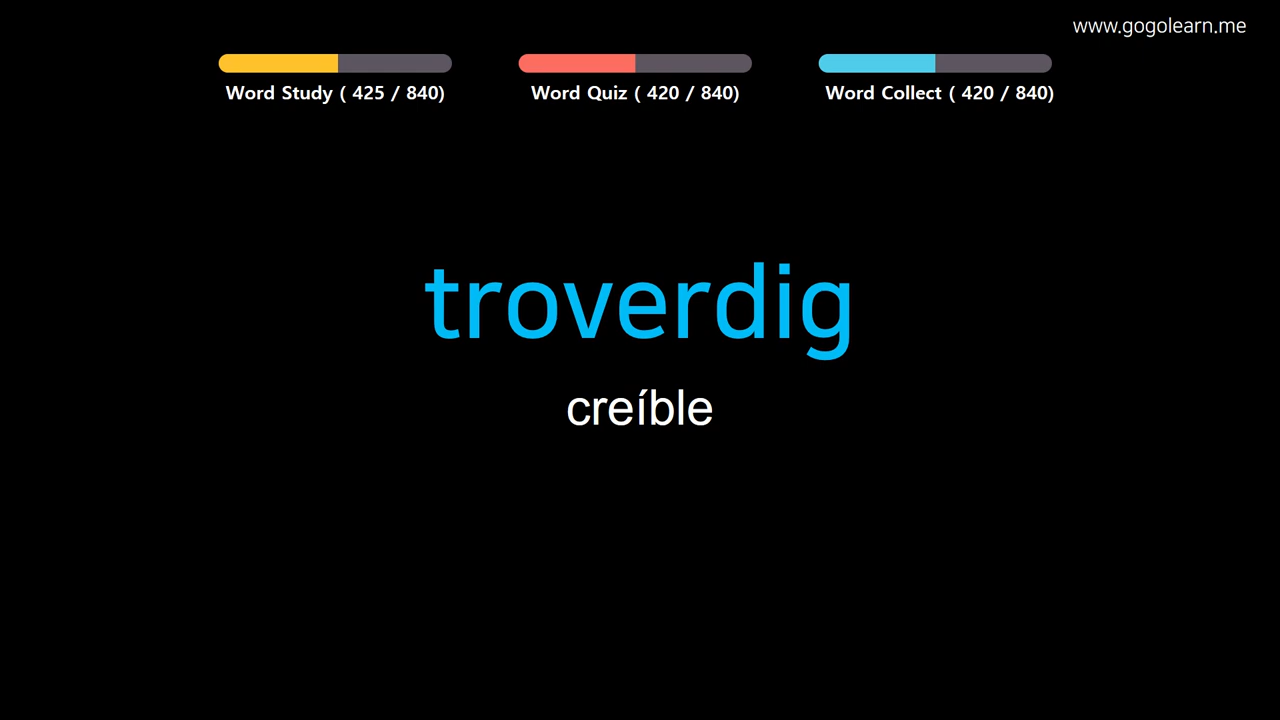 www.gogolearn.me
Word Study ( 425 / 840)
Word Quiz ( 420 / 840)
Word Collect ( 420 / 840)
troverdig
creíble